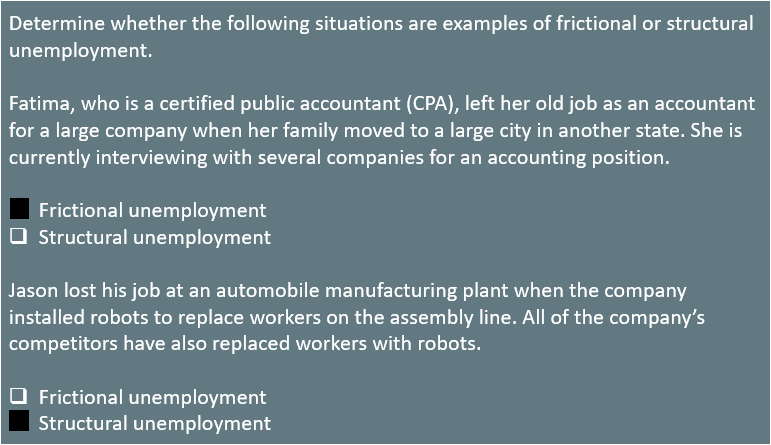 Determine whether the following situations are examples of frictional or structural
unemployment.
Fatima, who is a certified public accountant (CPA), left her old job as an accountant
for a large company when her family moved to a large city in another state. She is
currently interviewing with several companies for an accounting position.
■ Frictional unemployment
❑ Structural unemployment
Jason lost his job at an automobile manufacturing plant when the company
installed robots to replace workers on the assembly line. All of the company’s
competitors have also replaced workers with robots.
❑ Frictional unemployment
■ Structural unemployment